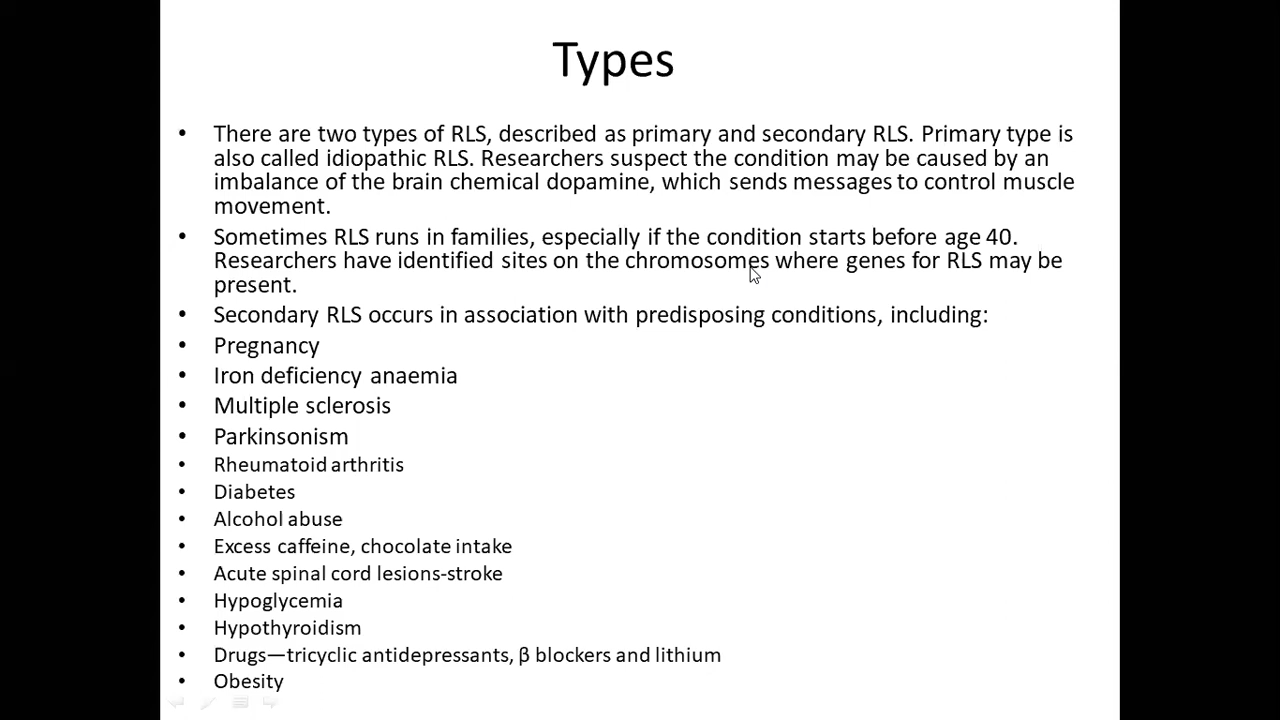 Types
• There are two types of RLS, described as primary and secondary RLS. Primary type is
also called idiopathic RLS. Researchers suspect the condition may be caused by an
imbalance of the brain chemical dopamine, which sends messages to control muscle
movement.
• Sometimes RLS runs in families, especially if the condition starts before age 40.
Researchers have identified sites on the chromosomes where genes for RLS may be
present.
• Secondary RLS occurs in association with predisposing conditions, including:
• Pregnancy
• Iron deficiency anaemia
• Multiple sclerosis
• Parkinsonism
• Rheumatoid arthritis
• Diabetes
• Alcohol abuse
• Excess caffeine, chocolate intake
• Acute spinal cord lesions-stroke
• Hypoglycemia
• Hypothyroidism
• Drugs—tricyclic antidepressants, β blockers and lithium
• Obesity